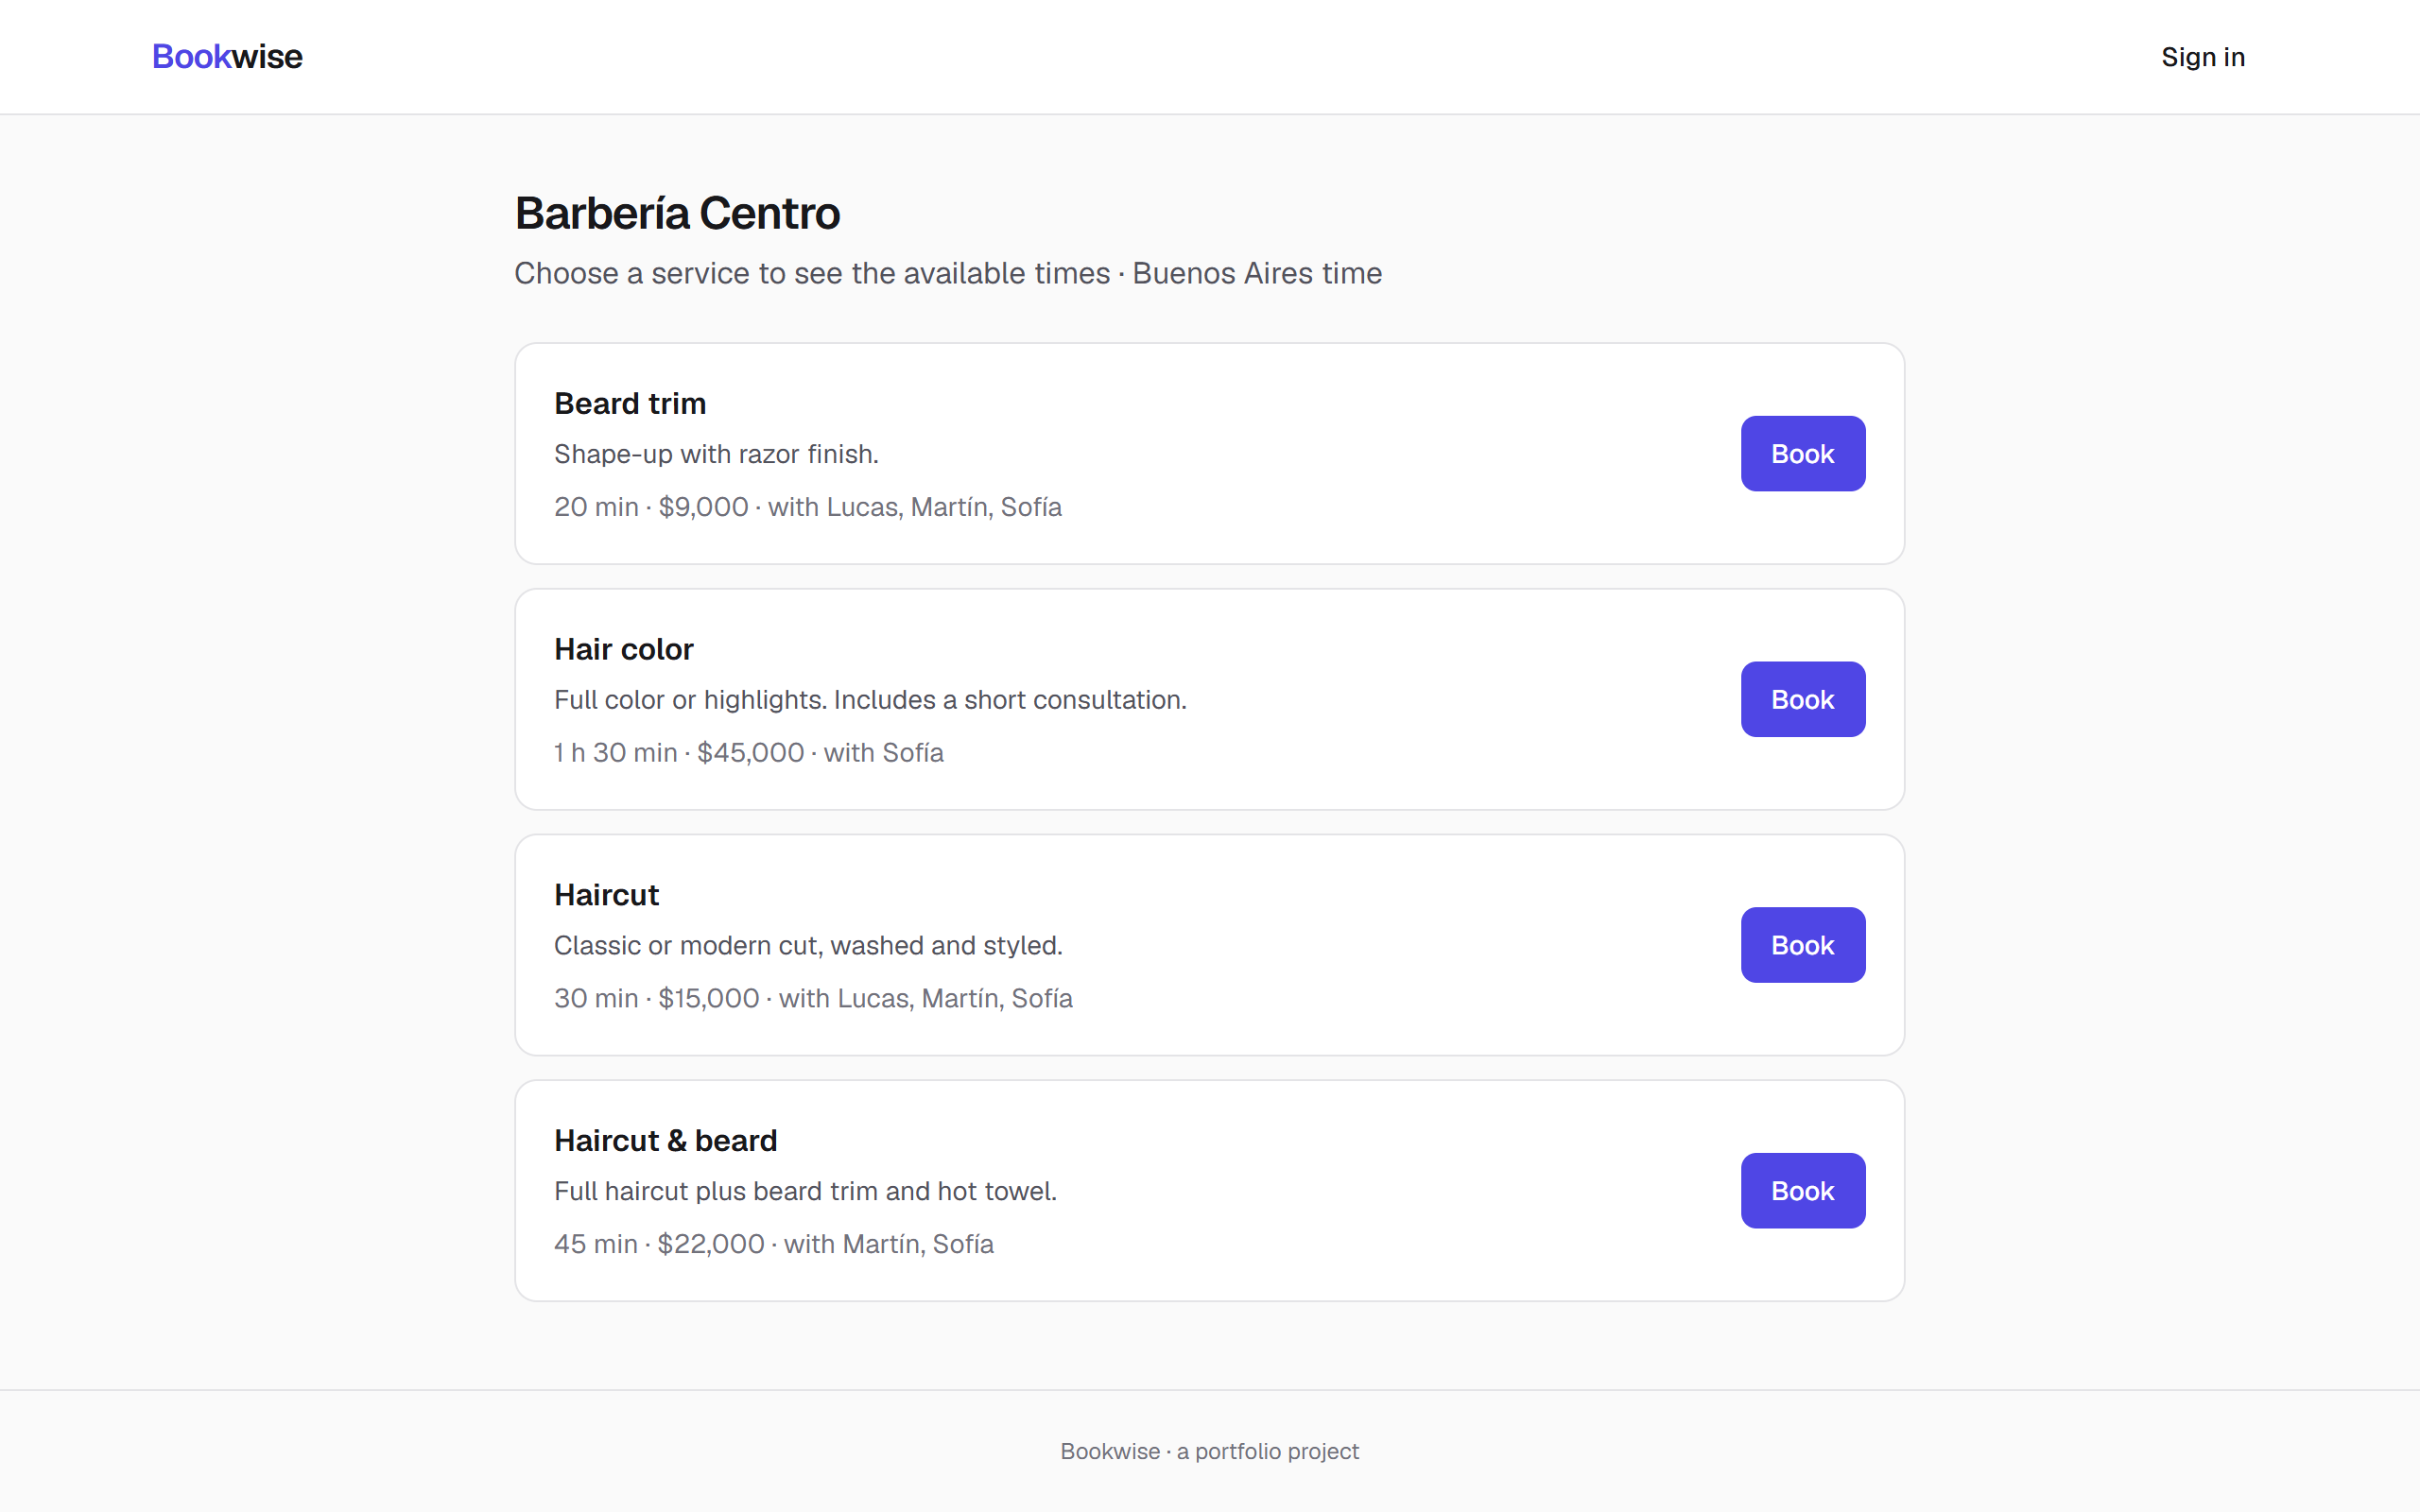 Bookwise
Sign in
Barbería Centro
Choose a service to see the available times · Buenos Aires time
Beard trim
Shape-up with razor finish.
20 min · $9,000 · with Lucas, Martín, Sofía
Book
Hair color
Full color or highlights. Includes a short consultation.
1 h 30 min · $45,000 · with Sofía
Book
Haircut
Classic or modern cut, washed and styled.
30 min · $15,000 · with Lucas, Martín, Sofía
Book
Haircut & beard
Full haircut plus beard trim and hot towel.
45 min · $22,000 · with Martín, Sofía
Book
Bookwise · a portfolio project